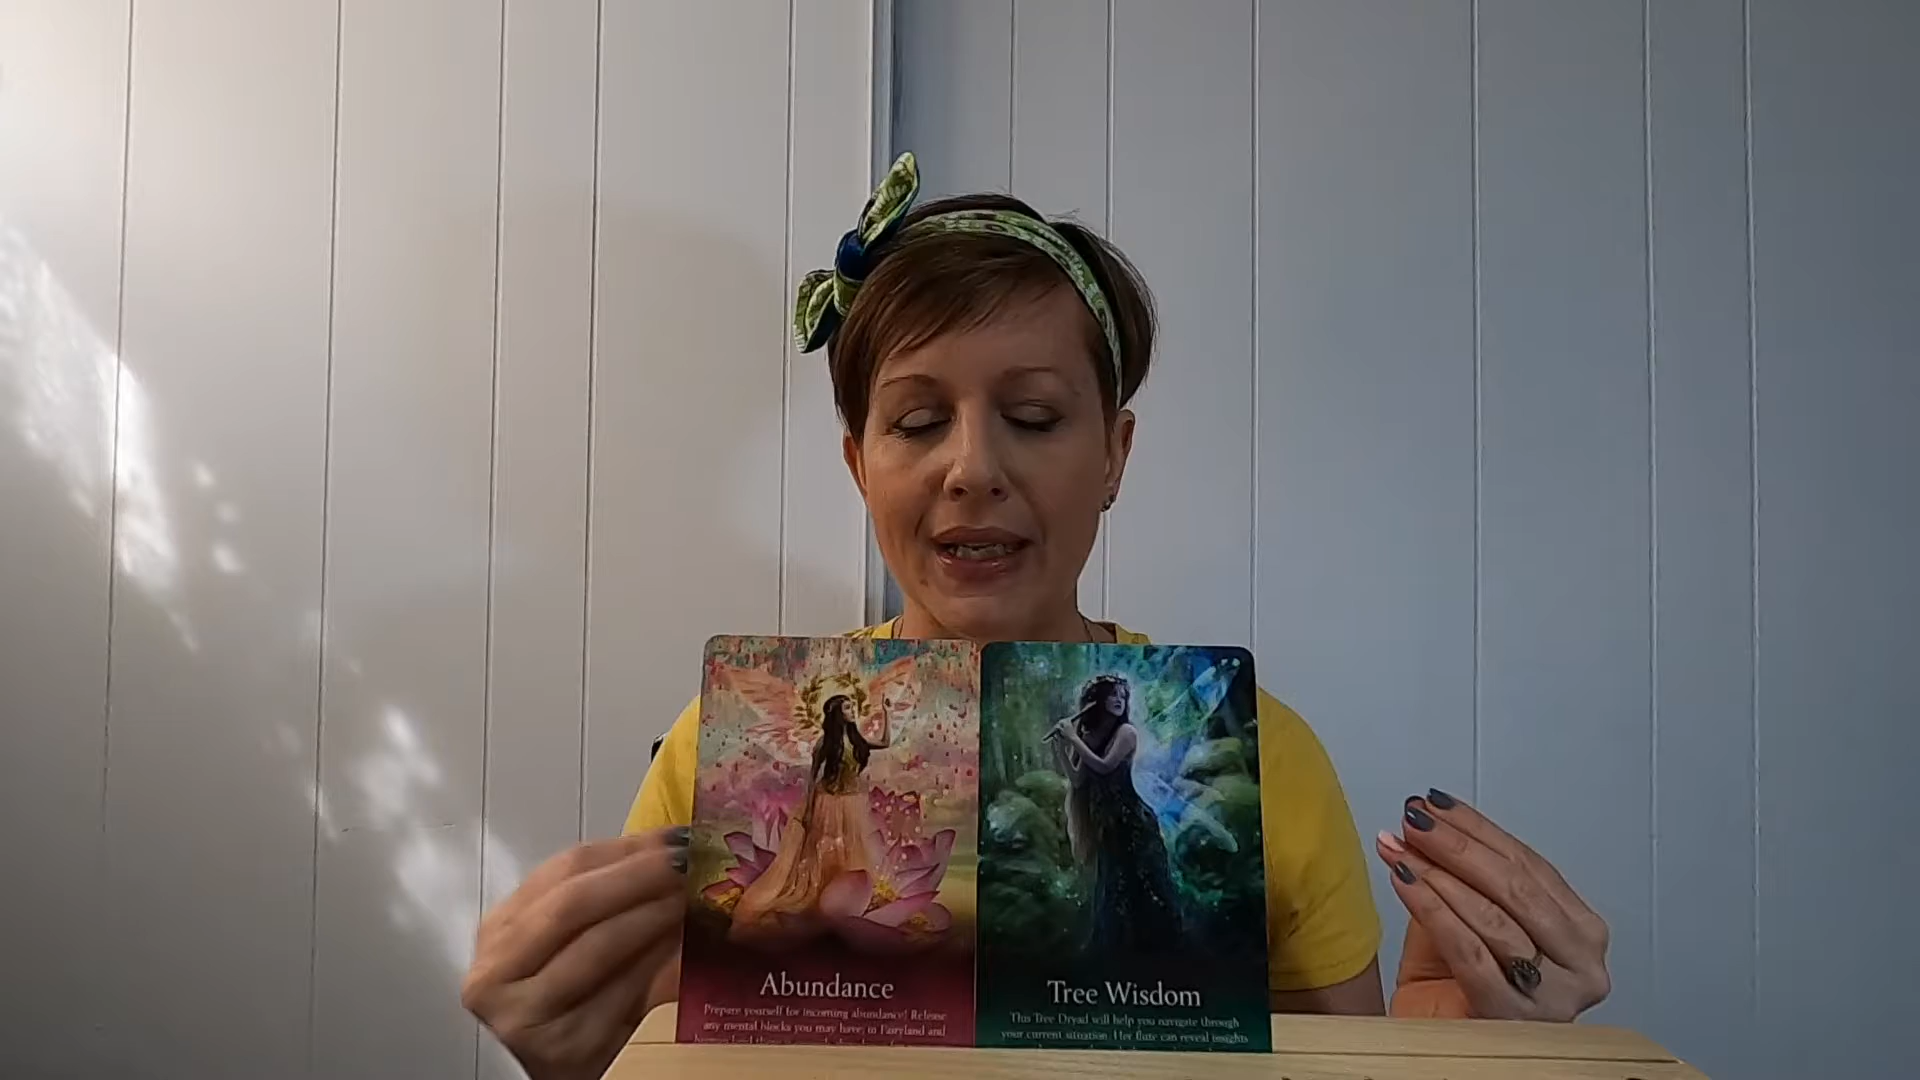 Abundance
Prepare yourself for incoming abundance! Release
any mental blocks you may have; in Fairyland and
Tree Wisdom
This Tree Dryad will help you navigate through
your current situation. Her flute can reveal insights